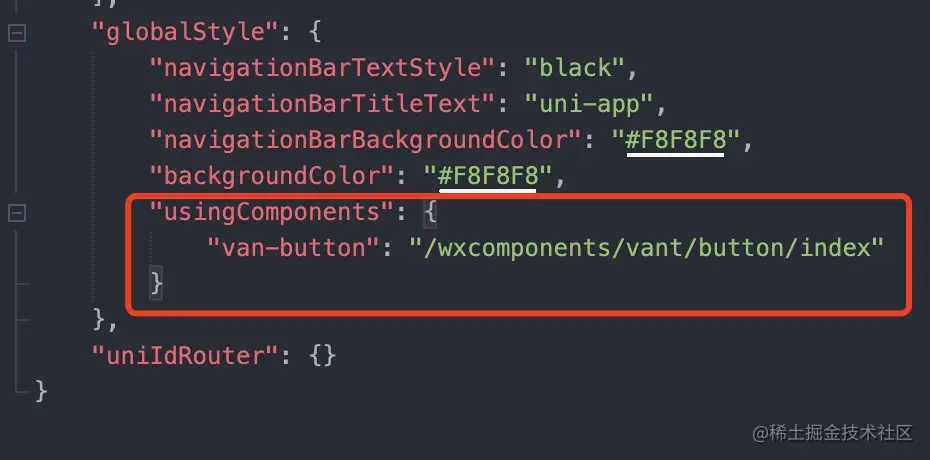 ],
"globalStyle": {
"navigationBarTextStyle": "black",
"navigationBarTitleText": "uni-app",
"navigationBarBackgroundColor": "#F8F8F8",
"backgroundColor": "#F8F8F8",
"usingComponents": {
"van-button": "/wxcomponents/vant/button/index"
}
},
"uniIdRouter": {}
}
@稀土掘金技术社区